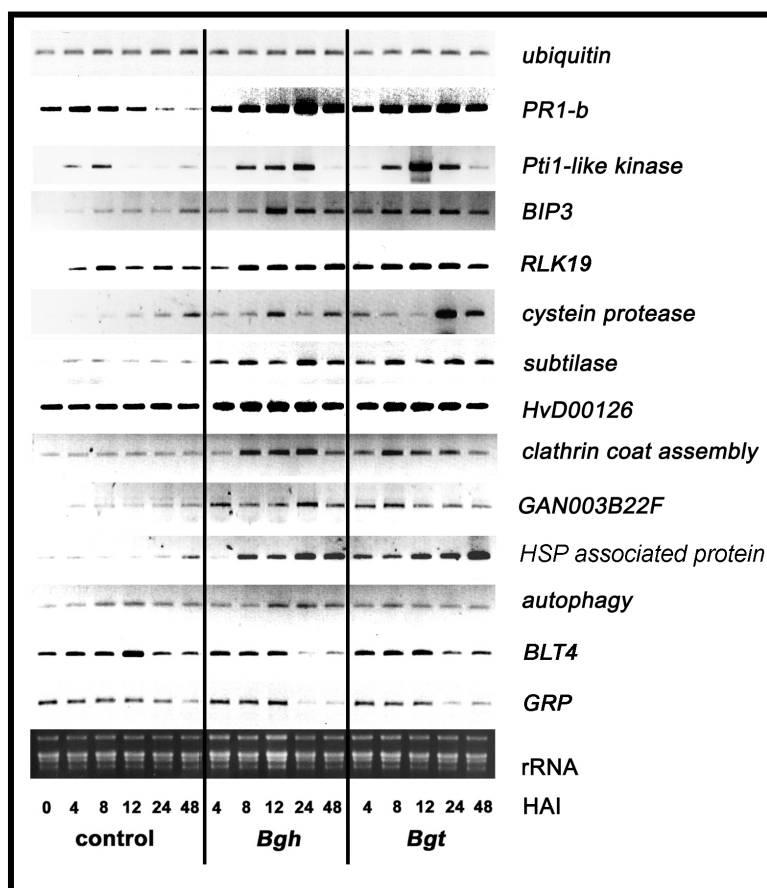 ubiquitin
PR1-b
Pti1-like kinase
BIP3
RLK19
cystein protease
subtilase
HvD00126
clathrin coat assembly
GAN003B22F
HSP associated protein
autophagy
BLT4
GRP
rRNA
0 4 8 12 24 48 4 8 12 24 48 4 8 12 24 48 HAI
control Bgh Bgt